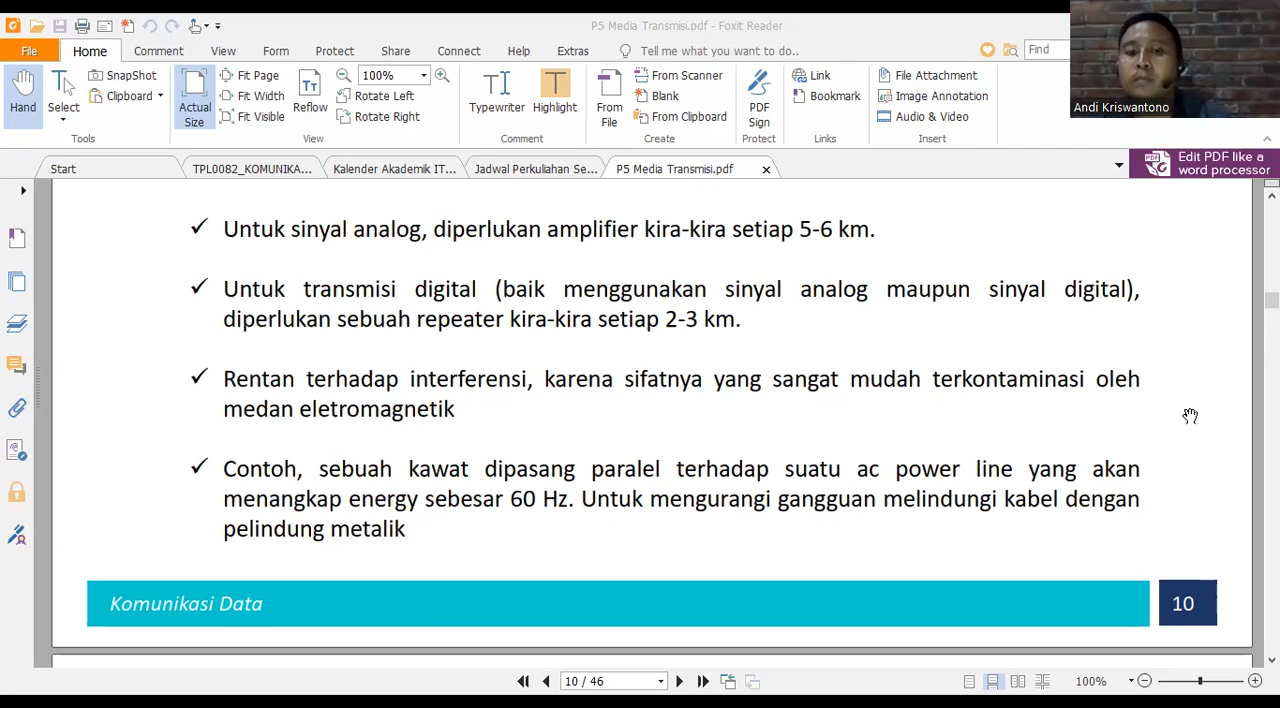 P5 Media Transmisi.pdf - Foxit Reader
File Home Comment View Form Protect Share Connect Help Extras Tell me what you want to do.. Find
Hand
Select
SnapShot
Clipboard
Tools
Actual
Size
Fit Page
Fit Width
Fit Visible
Reflow
100%
Rotate Left
Rotate Right
View
Typewriter
Highlight
Comment
From
File
From Scanner
Blank
From Clipboard
Create
PDF
Sign
Protect
Link
Bookmark
Links
File Attachment
Image Annotation
Audio & Video
Insert
Andi Kriswantono
Start TPL0082_KOMUNIKA... Kalender Akademik IT... Jadwal Perkuliahan Se... P5 Media Transmisi.pdf
Edit PDF like a
word processor
✓ Untuk sinyal analog, diperlukan amplifier kira-kira setiap 5-6 km.
✓ Untuk transmisi digital (baik menggunakan sinyal analog maupun sinyal digital),
diperlukan sebuah repeater kira-kira setiap 2-3 km.
✓ Rentan terhadap interferensi, karena sifatnya yang sangat mudah terkontaminasi oleh
medan eletromagnetik
✓ Contoh, sebuah kawat dipasang paralel terhadap suatu ac power line yang akan
menangkap energy sebesar 60 Hz. Untuk mengurangi gangguan melindungi kabel dengan
pelindung metalik
Komunikasi Data 10
10 / 46
100%